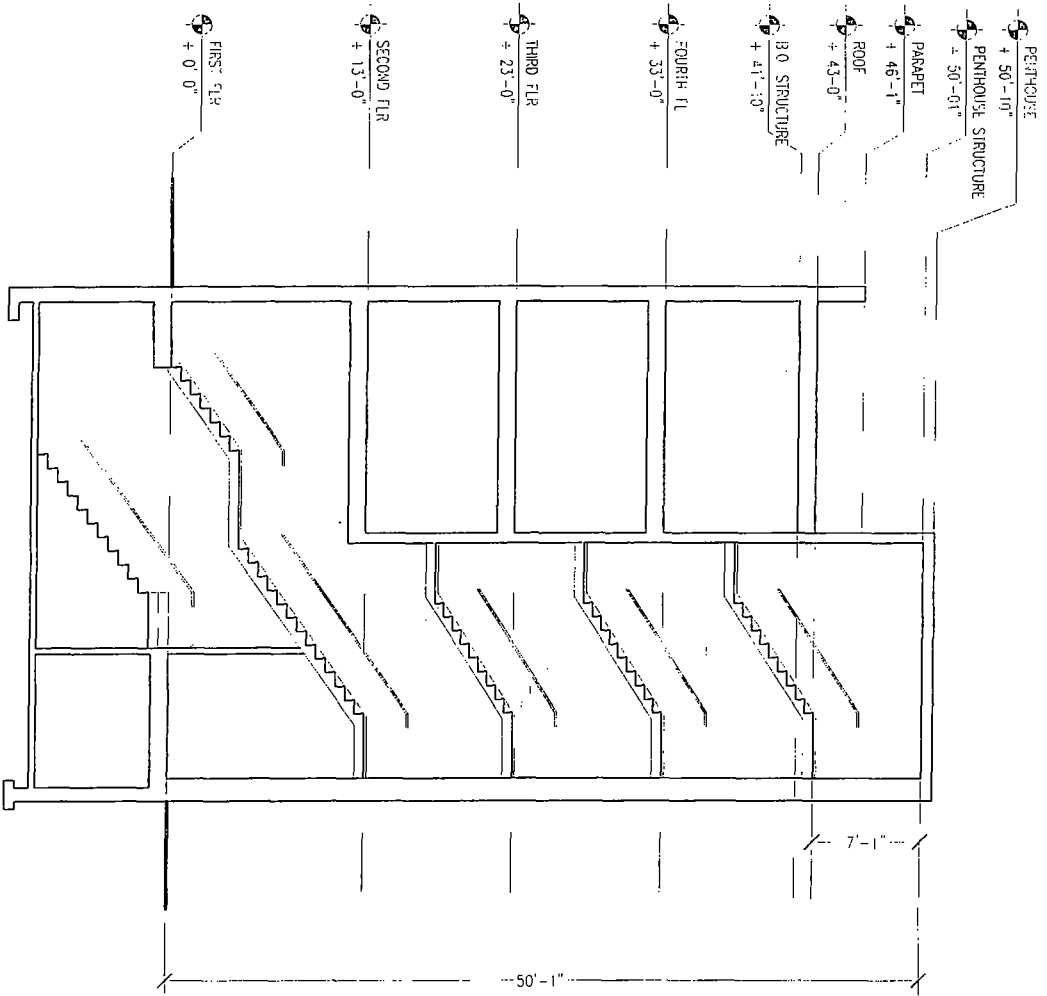 PENTHOUSE
+ 50'-10"
PENTHOUSE STRUCTURE
+ 50'-01"
PARAPET
+ 46'-1"
ROOF
+ 43'-0"
B.O STRUCTURE
+ 41'-10"
FOURTH FL
+ 33'-0"
THIRD FLR
+ 23'-0"
SECOND FLR
+ 13'-0"
FIRST FLR
+ 0' 0"
7'-1"
50'-1"